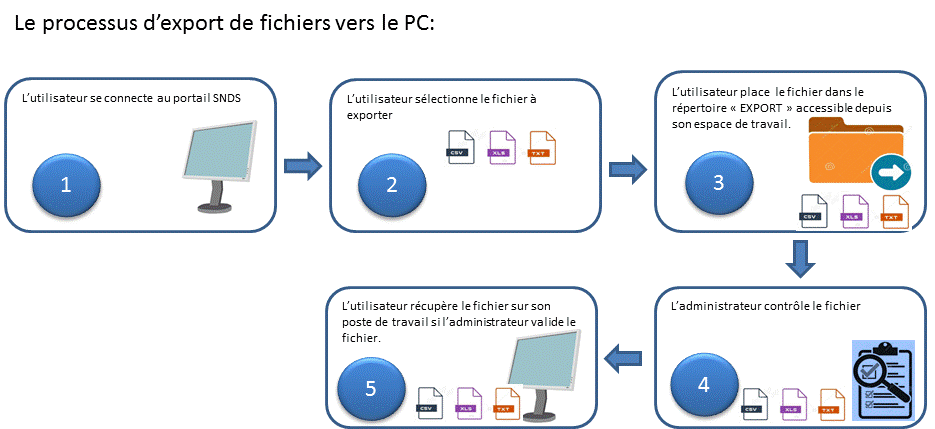 Le processus d'export de fichiers vers le PC:
L'utilisateur se connecte au portail SNDS
1
L'utilisateur sélectionne le fichier à
exporter
CSV XLS TXT
2
L'utilisateur place le fichier dans le
répertoire « EXPORT » accessible depuis
son espace de travail.
3
CSV XLS TXT
L'administrateur contrôle le fichier
4
CSV XLS TXT
L'utilisateur récupère le fichier sur son
poste de travail si l'administrateur valide le
fichier.
5
CSV XLS TXT